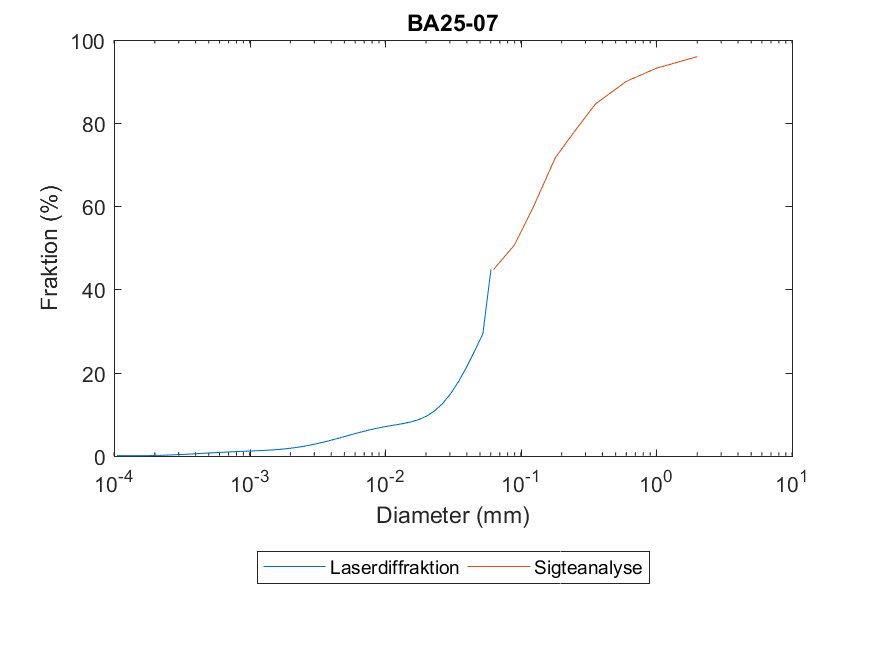 BA25-07
100
80
60
40
20
0
Fraktion (%)
10^-4 10^-3 10^-2 10^-1 10^0 10^1
Diameter (mm)
Laserdiffraktion Sigteanalyse